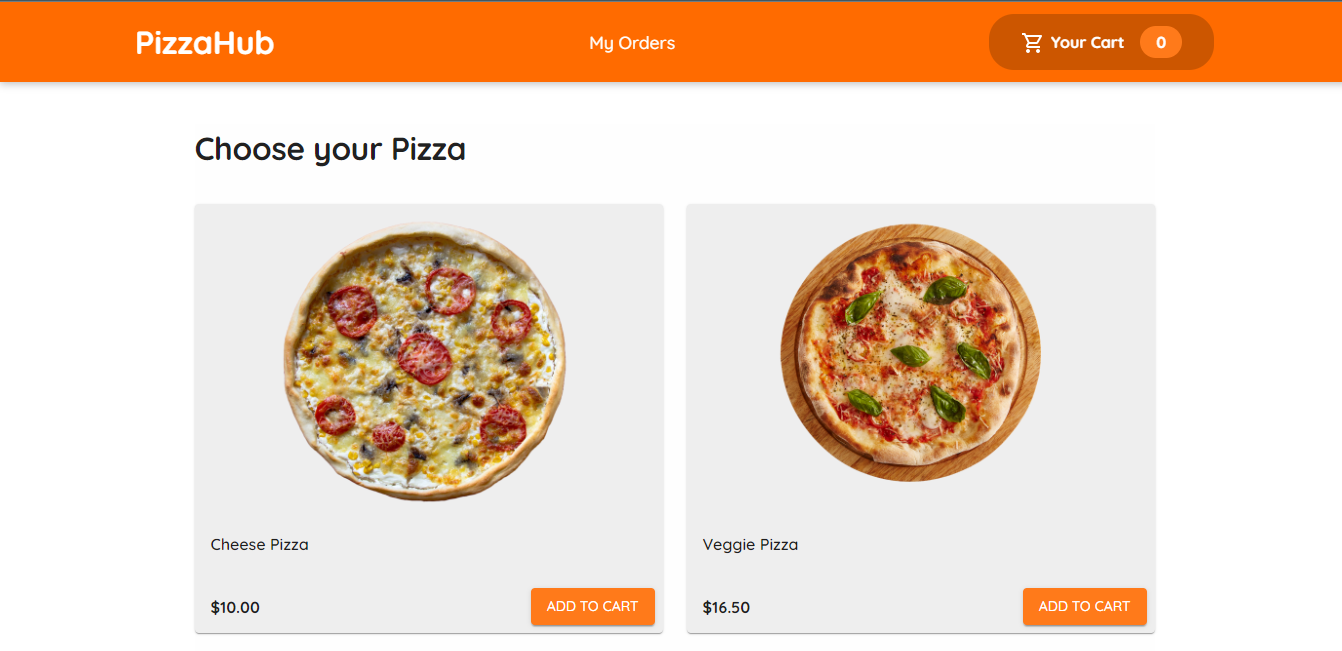 PizzaHub
My Orders
Your Cart 0
Choose your Pizza
Cheese Pizza
$10.00
ADD TO CART
Veggie Pizza
$16.50
ADD TO CART